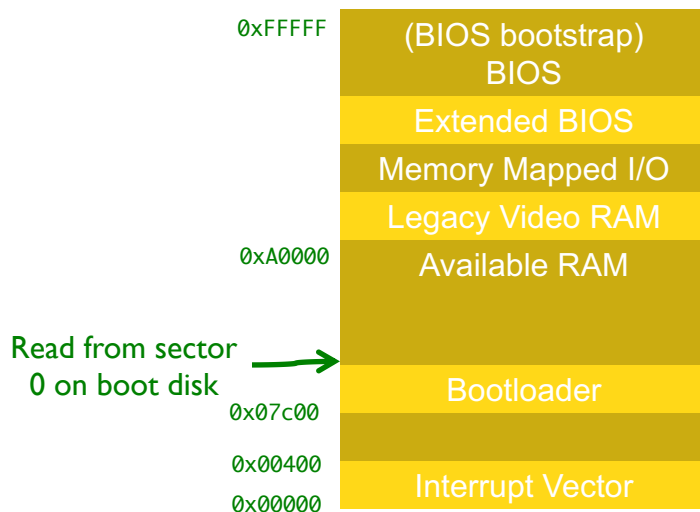 0xFFFFF
(BIOS bootstrap)
BIOS
Extended BIOS
Memory Mapped I/O
Legacy Video RAM
0xA0000
Available RAM
Read from sector
0 on boot disk
Bootloader
0x07c00
0x00400
Interrupt Vector
0x00000